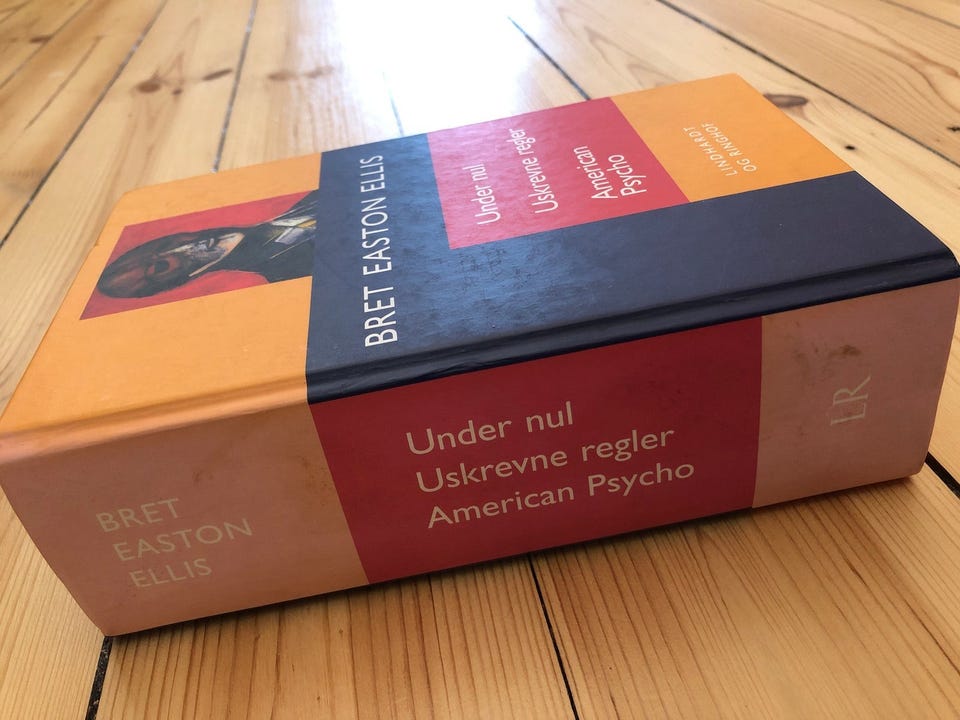 BRET EASTON ELLIS
Under nul
Uskrevne regler
American
Psycho
LINDHARDT
OG RINGHOF
BRET
EASTON
ELLIS
Under nul
Uskrevne regler
American Psycho
LR